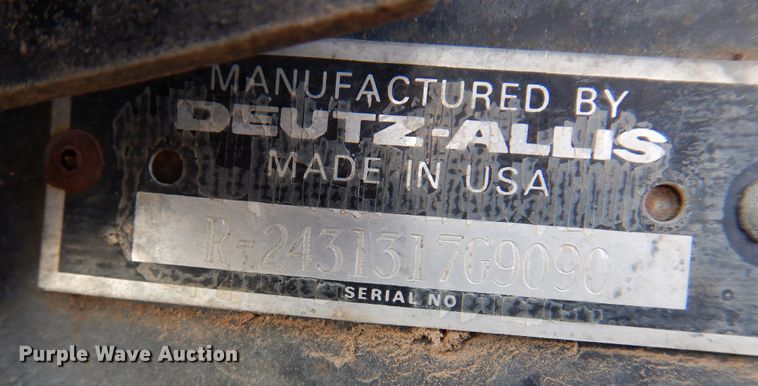 MANUFACTURED BY
DEUTZ-ALLIS
MADE IN USA
R-2431317G9090
SERIAL NO
Purple Wave Auction